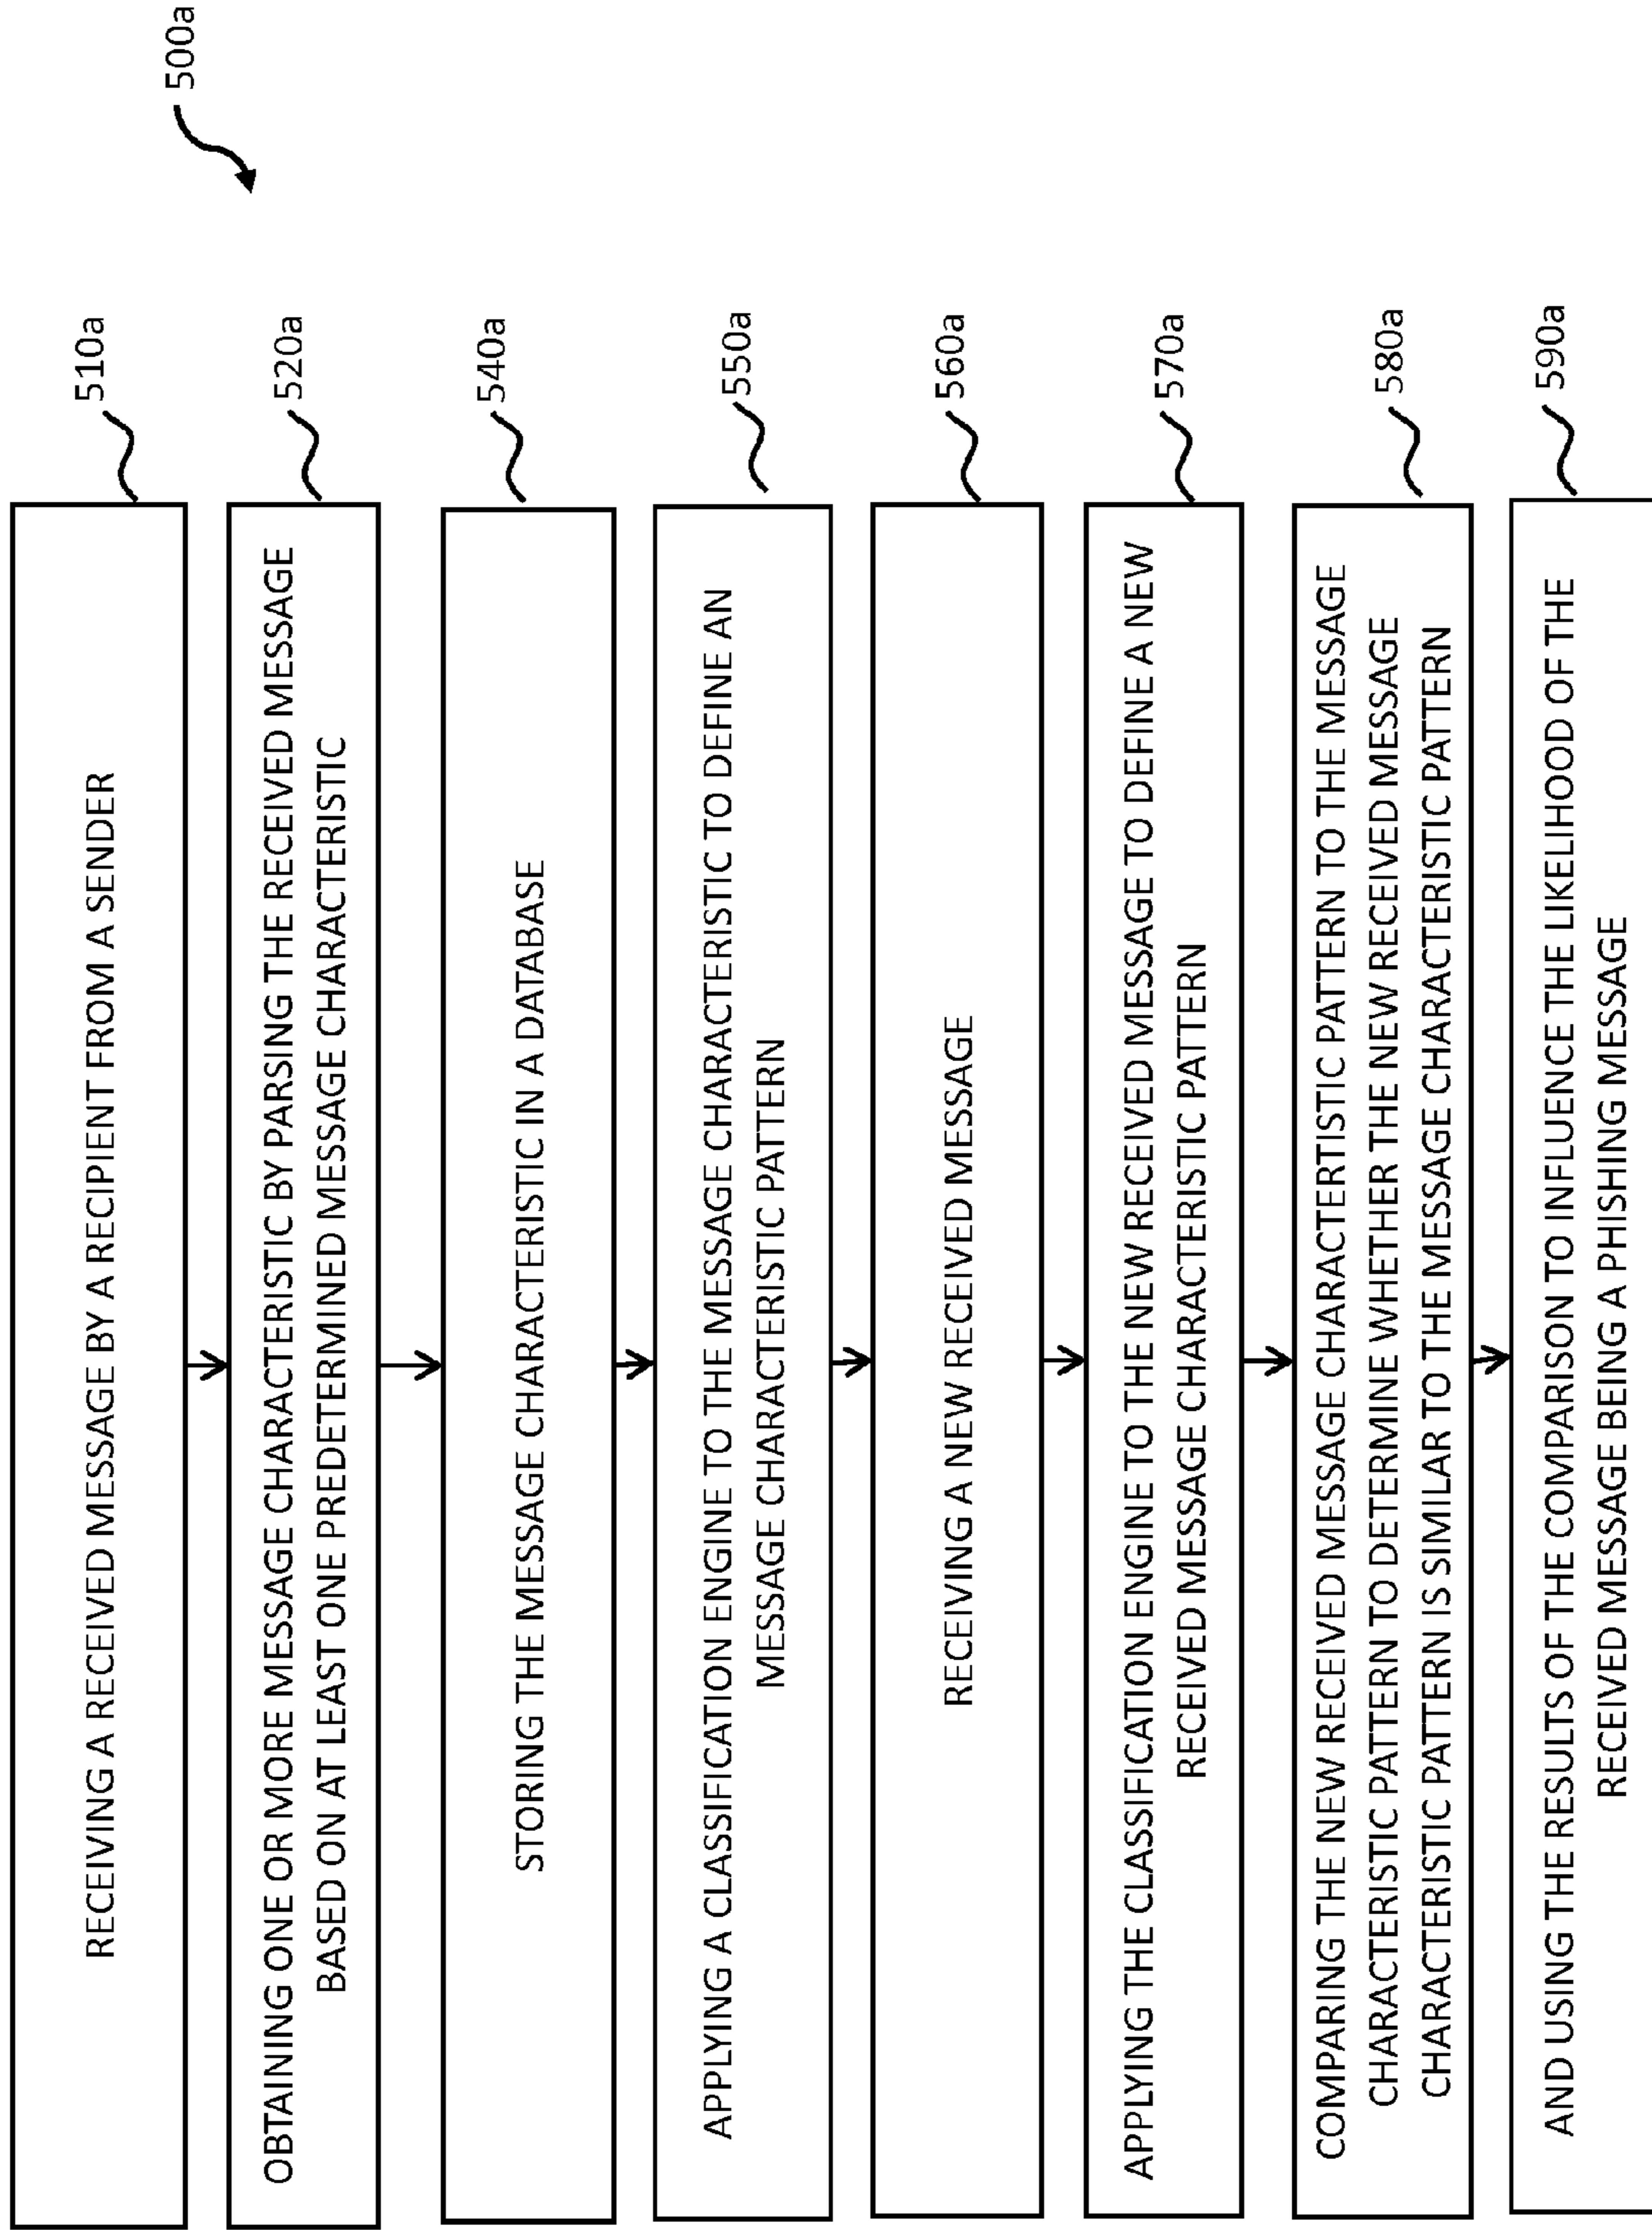 500a
RECEIVING A RECEIVED MESSAGE BY A RECIPIENT FROM A SENDER
510a
OBTAINING ONE OR MORE MESSAGE CHARACTERISTIC BY PARSING THE RECEIVED MESSAGE
BASED ON AT LEAST ONE PREDETERMINED MESSAGE CHARACTERISTIC
520a
STORING THE MESSAGE CHARACTERISTIC IN A DATABASE
540a
APPLYING A CLASSIFICATION ENGINE TO THE MESSAGE CHARACTERISTIC TO DEFINE AN
MESSAGE CHARACTERISTIC PATTERN
550a
RECEIVING A NEW RECEIVED MESSAGE
560a
APPLYING THE CLASSIFICATION ENGINE TO THE NEW RECEIVED MESSAGE TO DEFINE A NEW
RECEIVED MESSAGE CHARACTERISTIC PATTERN
570a
COMPARING THE NEW RECEIVED MESSAGE CHARACTERTISTIC PATTERN TO THE MESSAGE
CHARACTERISTIC PATTERN TO DETERMINE WHETHER THE NEW RECEIVED MESSAGE
CHARACTERISTIC PATTERN IS SIMILAR TO THE MESSAGE CHARACTERISTIC PATTERN
580a
AND USING THE RESULTS OF THE COMPARISON TO INFLUENCE THE LIKELIHOOD OF THE
RECEIVED MESSAGE BEING A PHISHING MESSAGE
590a